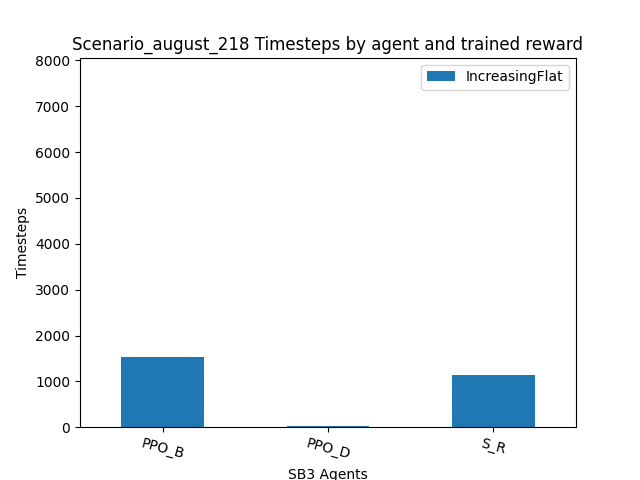 Scenario_august_218 Timesteps by agent and trained reward
IncreasingFlat
Timesteps
8000
7000
6000
5000
4000
3000
2000
1000
0
PPO_B
PPO_D
S_R
SB3 Agents